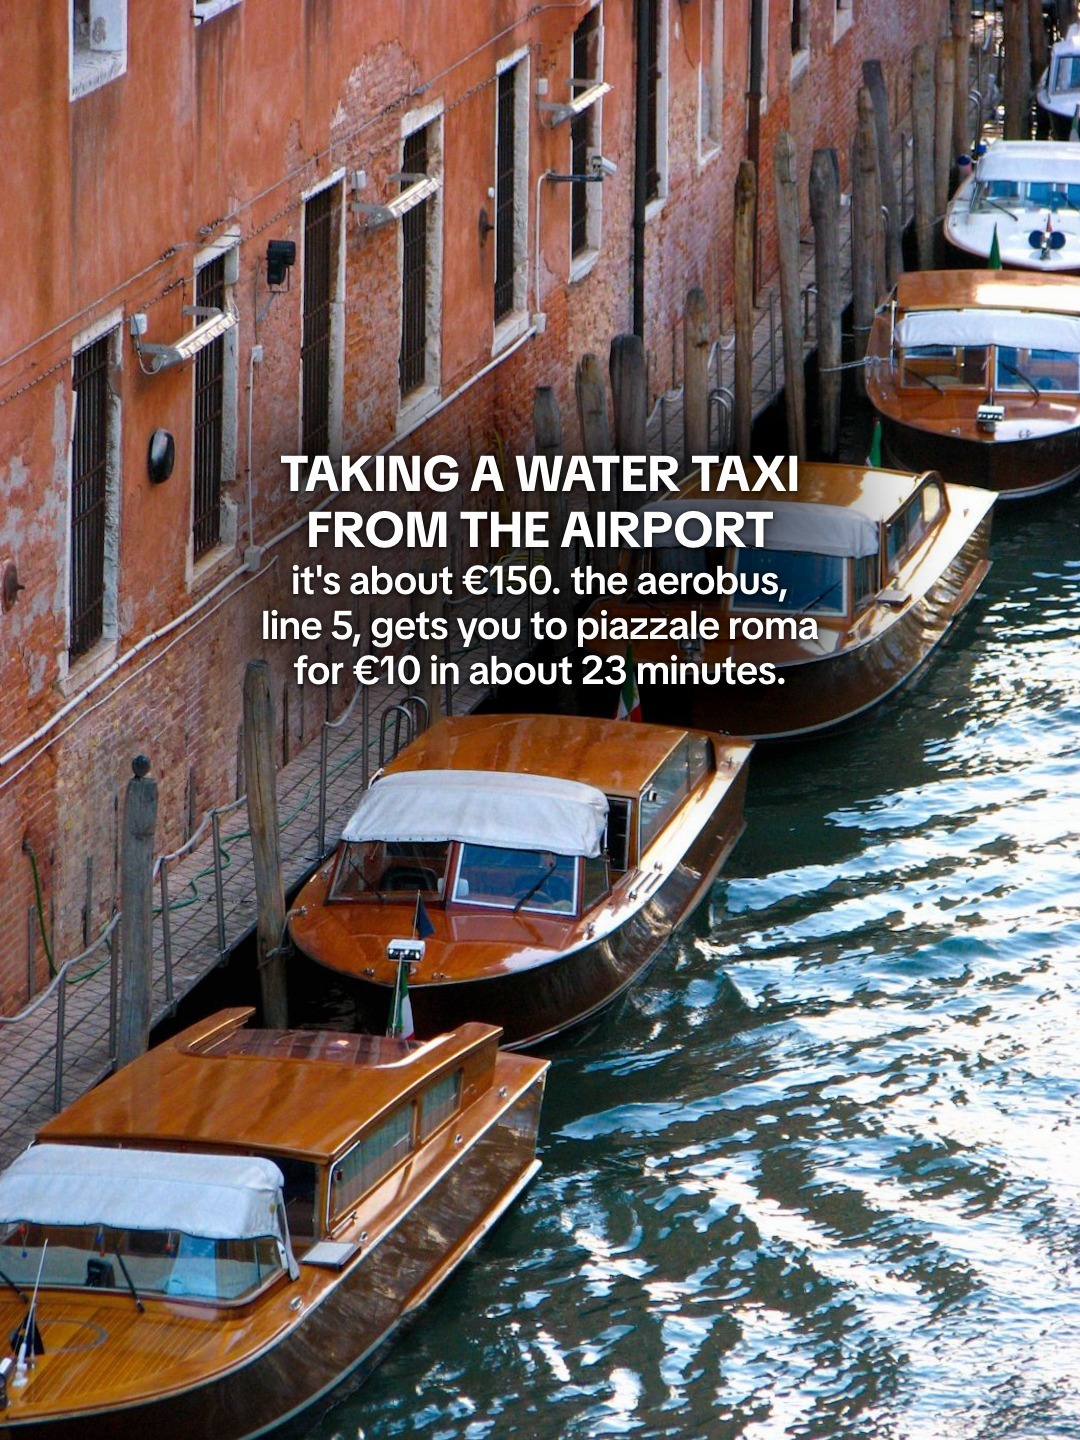 TAKING A WATER TAXI
FROM THE AIRPORT
it's about €150. the aerobus,
line 5, gets you to piazzale roma
for €10 in about 23 minutes.